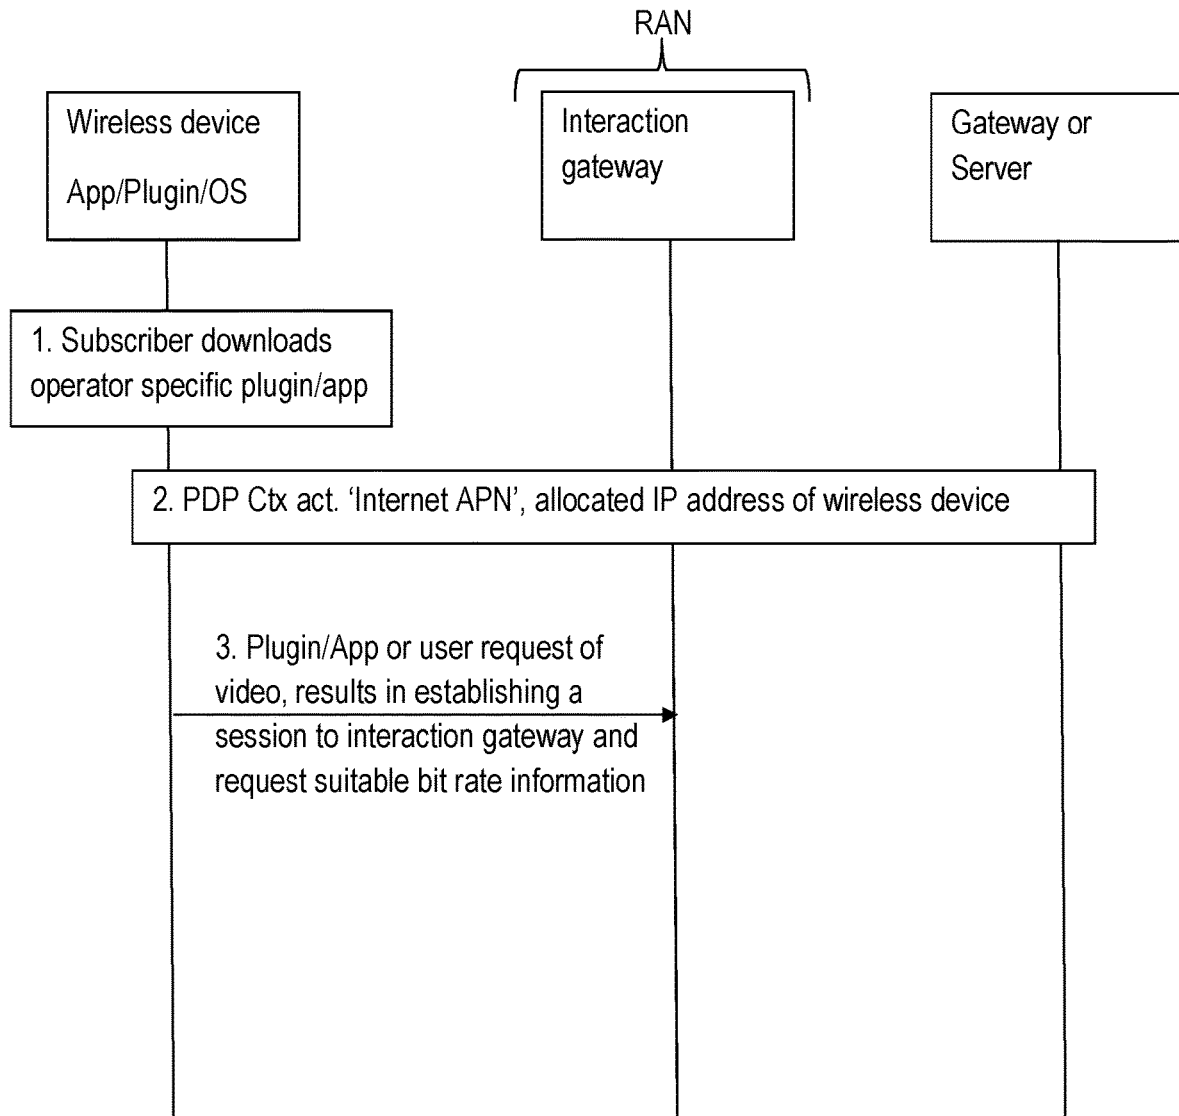 RAN
Wireless device
App/Plugin/OS
Interaction
gateway
Gateway or
Server
1. Subscriber downloads
operator specific plugin/app
2. PDP Ctx act. ‘Internet APN’, allocated IP address of wireless device
3. Plugin/App or user request of
video, results in establishing a
session to interaction gateway and
request suitable bit rate information